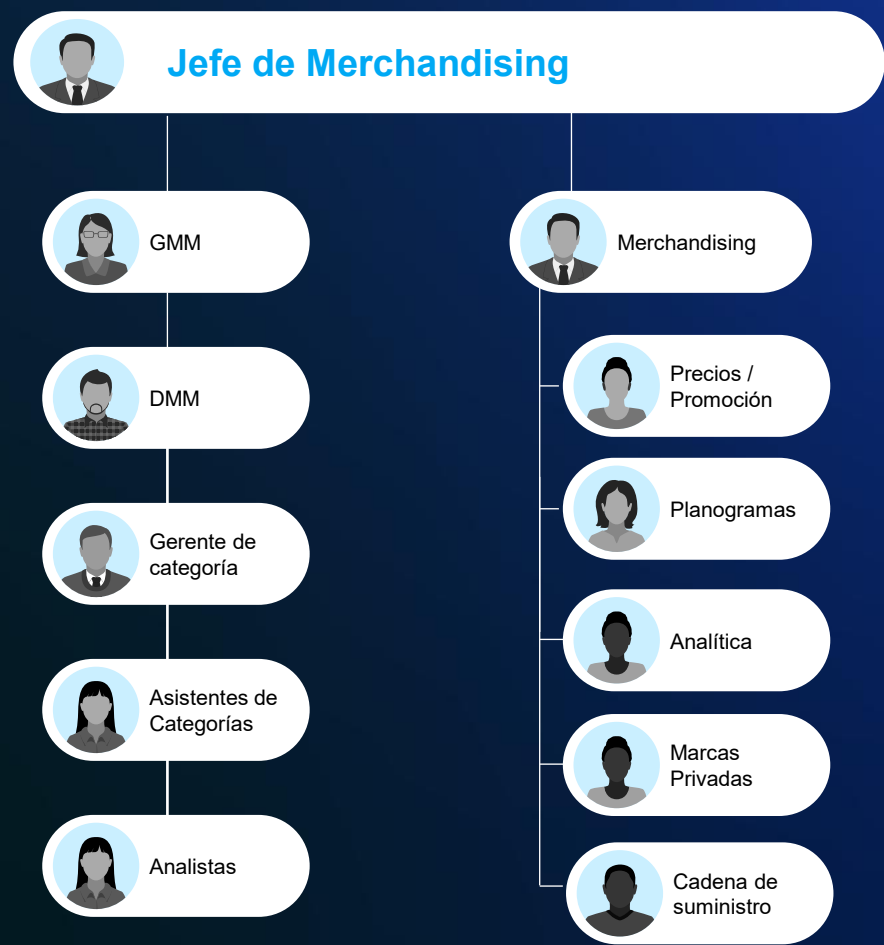 Jefe de Merchandising
GMM
DMM
Gerente de
categoría
Asistentes de
Categorías
Analistas
Merchandising
Precios /
Promoción
Planogramas
Analítica
Marcas
Privadas
Cadena de
suministro